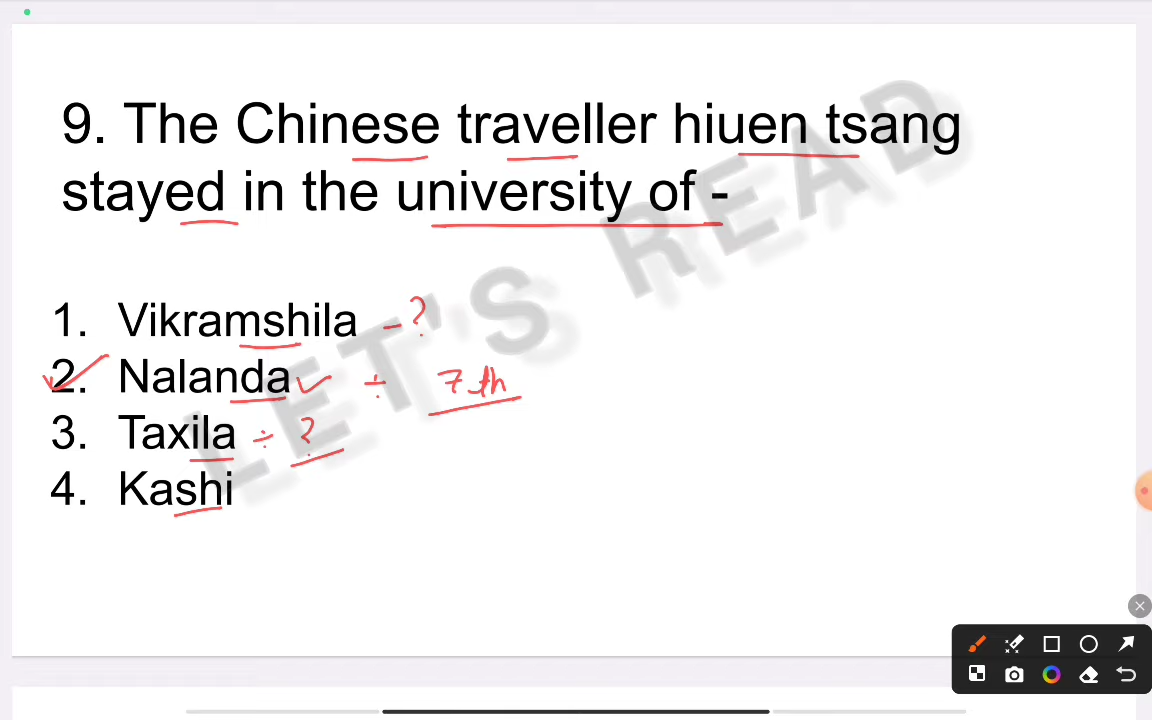 9. The Chinese traveller hiuen tsang
stayed in the university of -
1. Vikramshila - ?
2. Nalanda ÷ 7th
3. Taxila ÷ ?
4. Kashi
LET'S READ